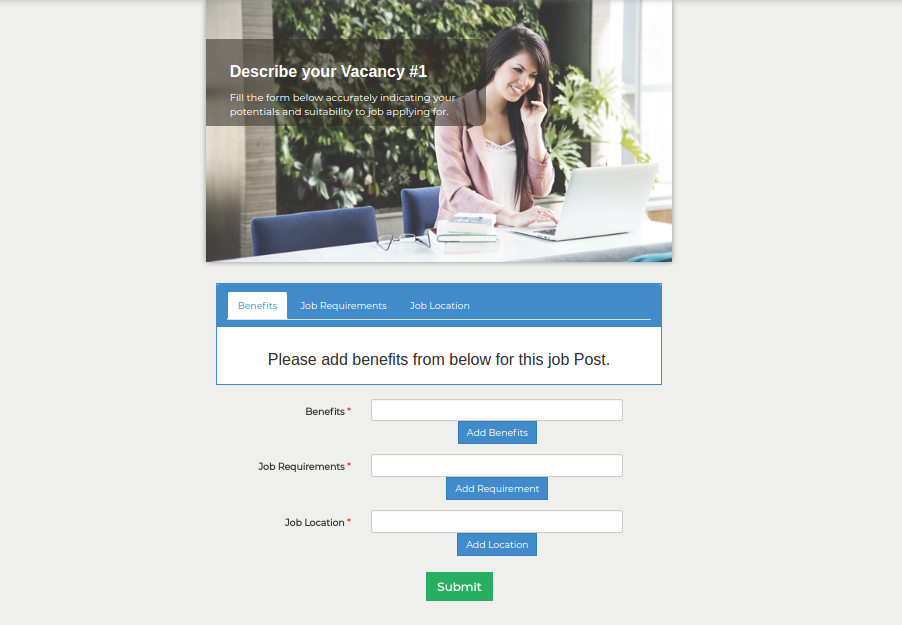 Describe your Vacancy #1
Fill the form below accurately indicating your
potentials and suitability to job applying for.
Benefits Job Requirements Job Location
Please add benefits from below for this job Post.
Benefits *
Add Benefits
Job Requirements *
Add Requirement
Job Location *
Add Location
Submit